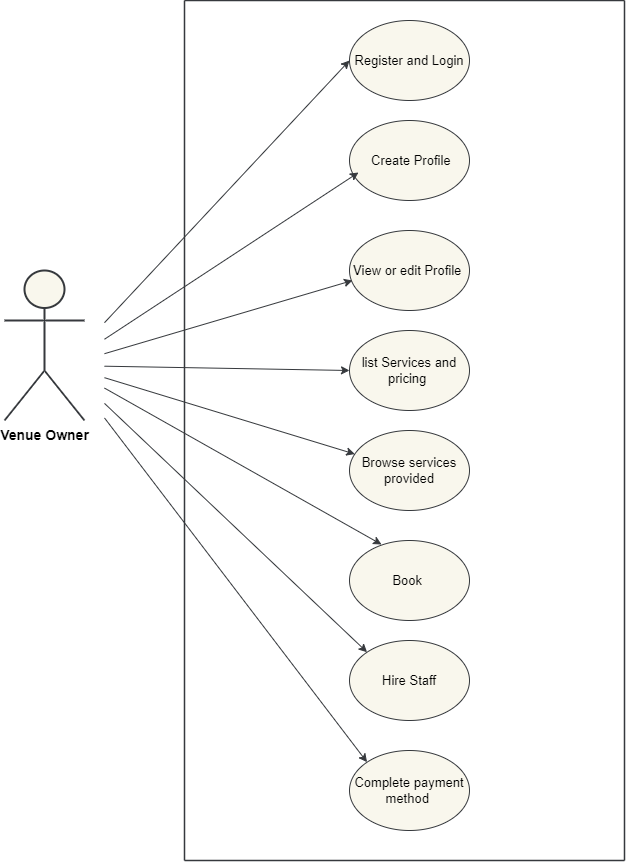 Register and Login
Create Profile
View or edit Profile
list Services and
pricing
Venue Owner
Browse services
provided
Book
Hire Staff
Complete payment
method